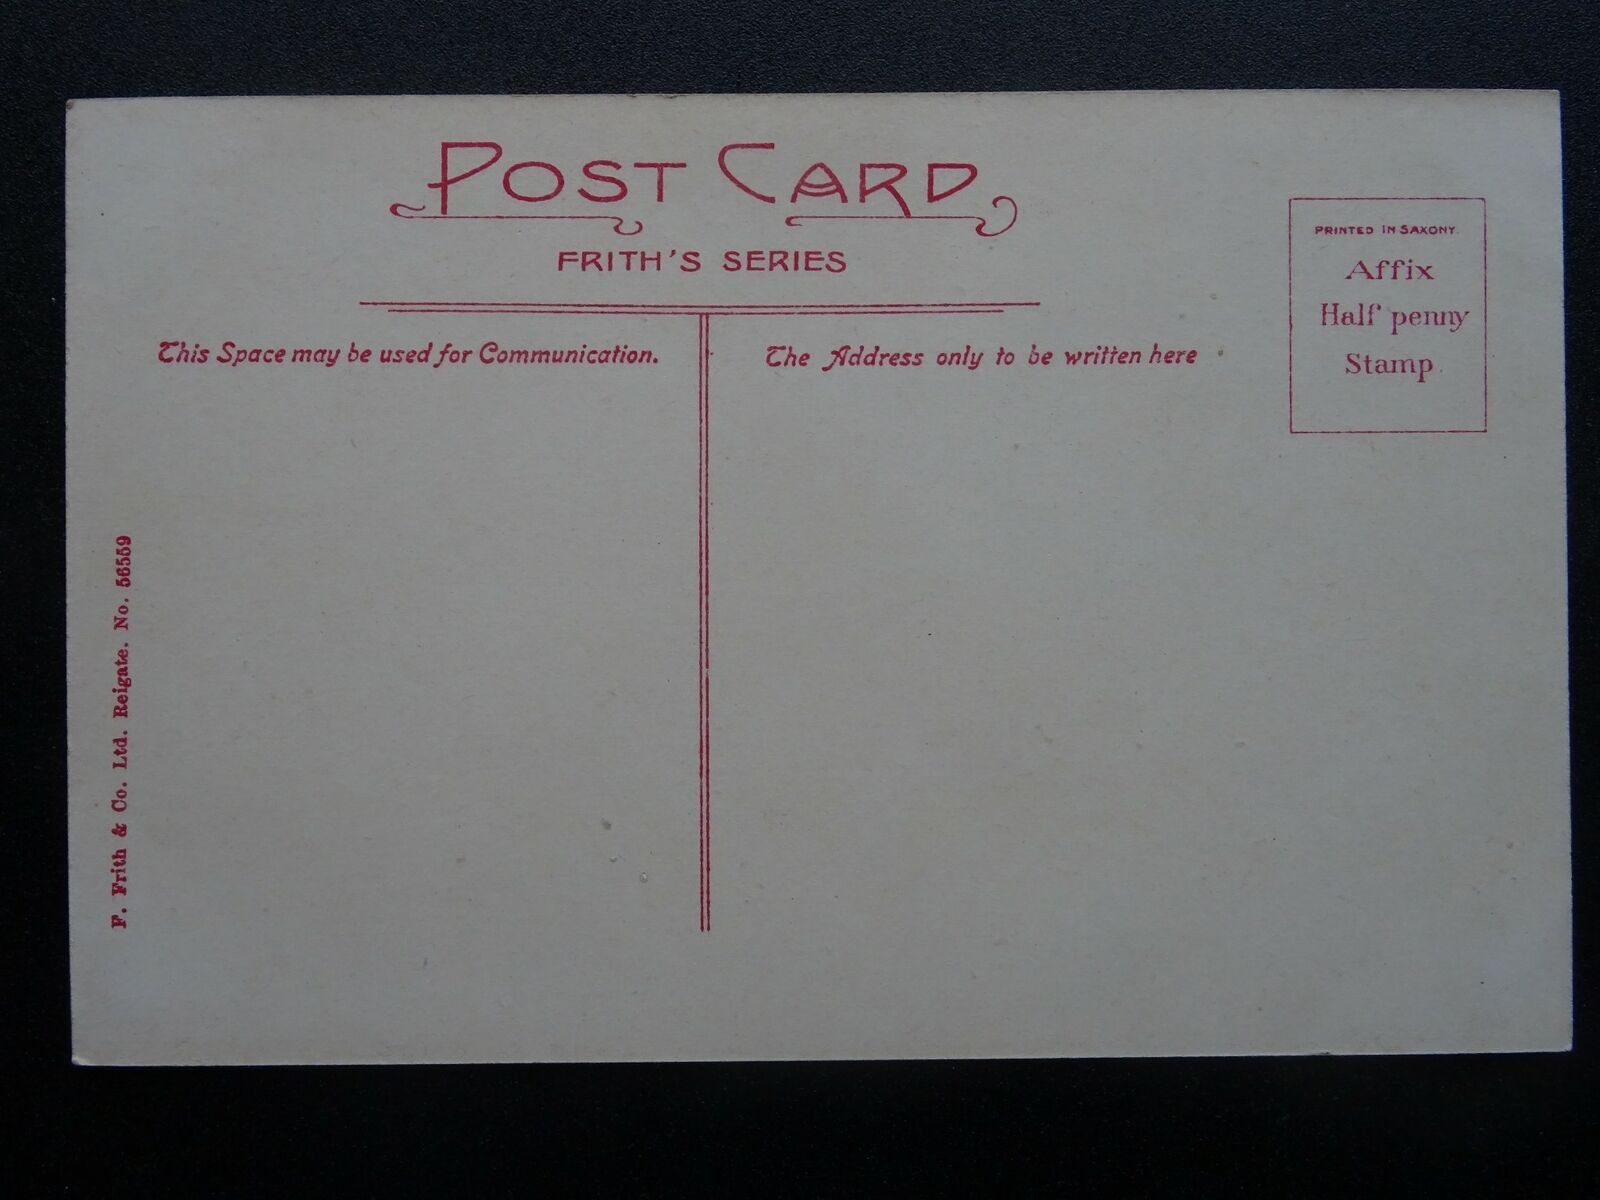 POST CARD
FRITH'S SERIES
PRINTED IN SAXONY.
Affix
Half penny
Stamp.
This Space may be used for Communication.
The Address only to be written here
F. Frith & Co. Ltd. Reigate. No. 56559